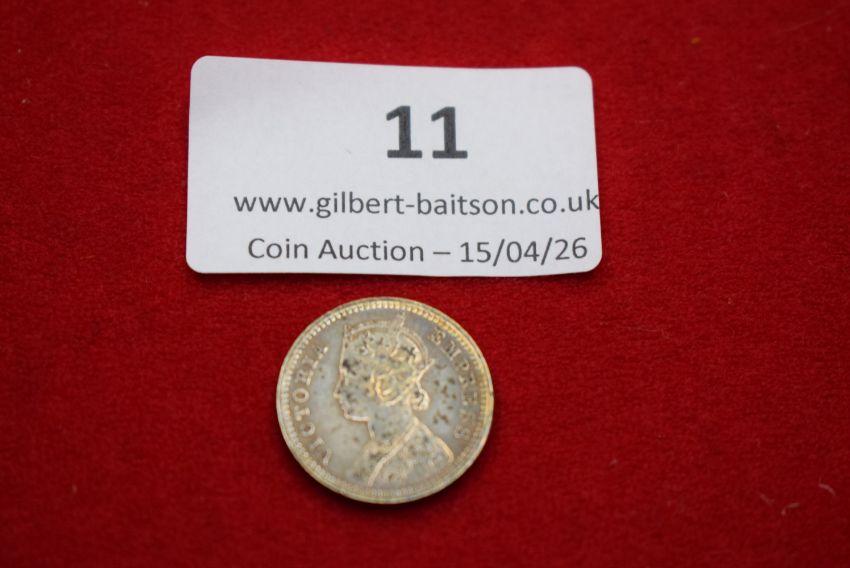 11
www.gilbert-baitson.co.uk
Coin Auction – 15/04/26
VICTORIA EMPRESS